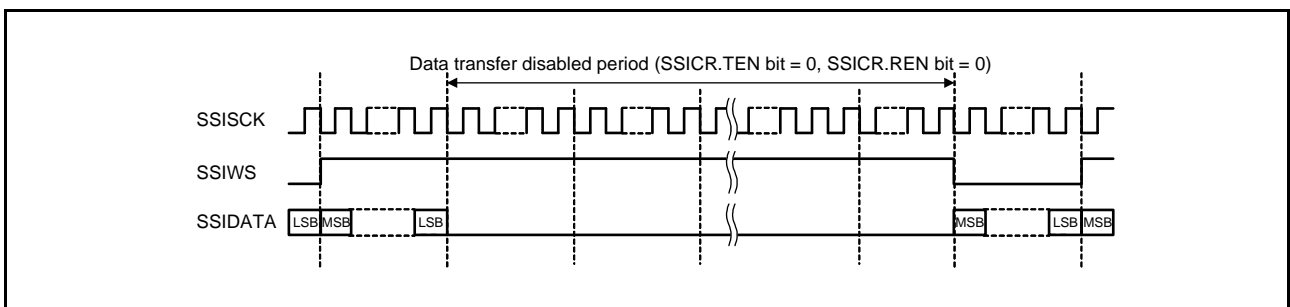 Data transfer disabled period (SSICR.TEN bit = 0, SSICR.REN bit = 0)
SSISCK
SSIWS
SSIDATA LSB MSB LSB MSB LSB MSB